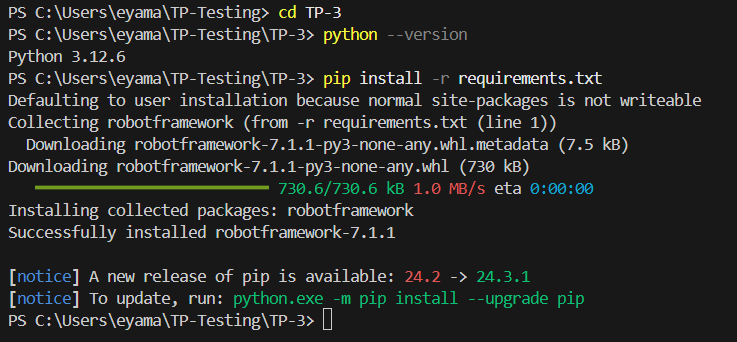 PS C:\Users\eyama\TP-Testing> cd TP-3
PS C:\Users\eyama\TP-Testing\TP-3> python --version
Python 3.12.6
PS C:\Users\eyama\TP-Testing\TP-3> pip install -r requirements.txt
Defaulting to user installation because normal site-packages is not writeable
Collecting robotframework (from -r requirements.txt (line 1))
  Downloading robotframework-7.1.1-py3-none-any.whl.metadata (7.5 kB)
Downloading robotframework-7.1.1-py3-none-any.whl (730 kB)
730.6/730.6 kB 1.0 MB/s eta 0:00:00
Installing collected packages: robotframework
Successfully installed robotframework-7.1.1
[notice] A new release of pip is available: 24.2 -> 24.3.1
[notice] To update, run: python.exe -m pip install --upgrade pip
PS C:\Users\eyama\TP-Testing\TP-3>